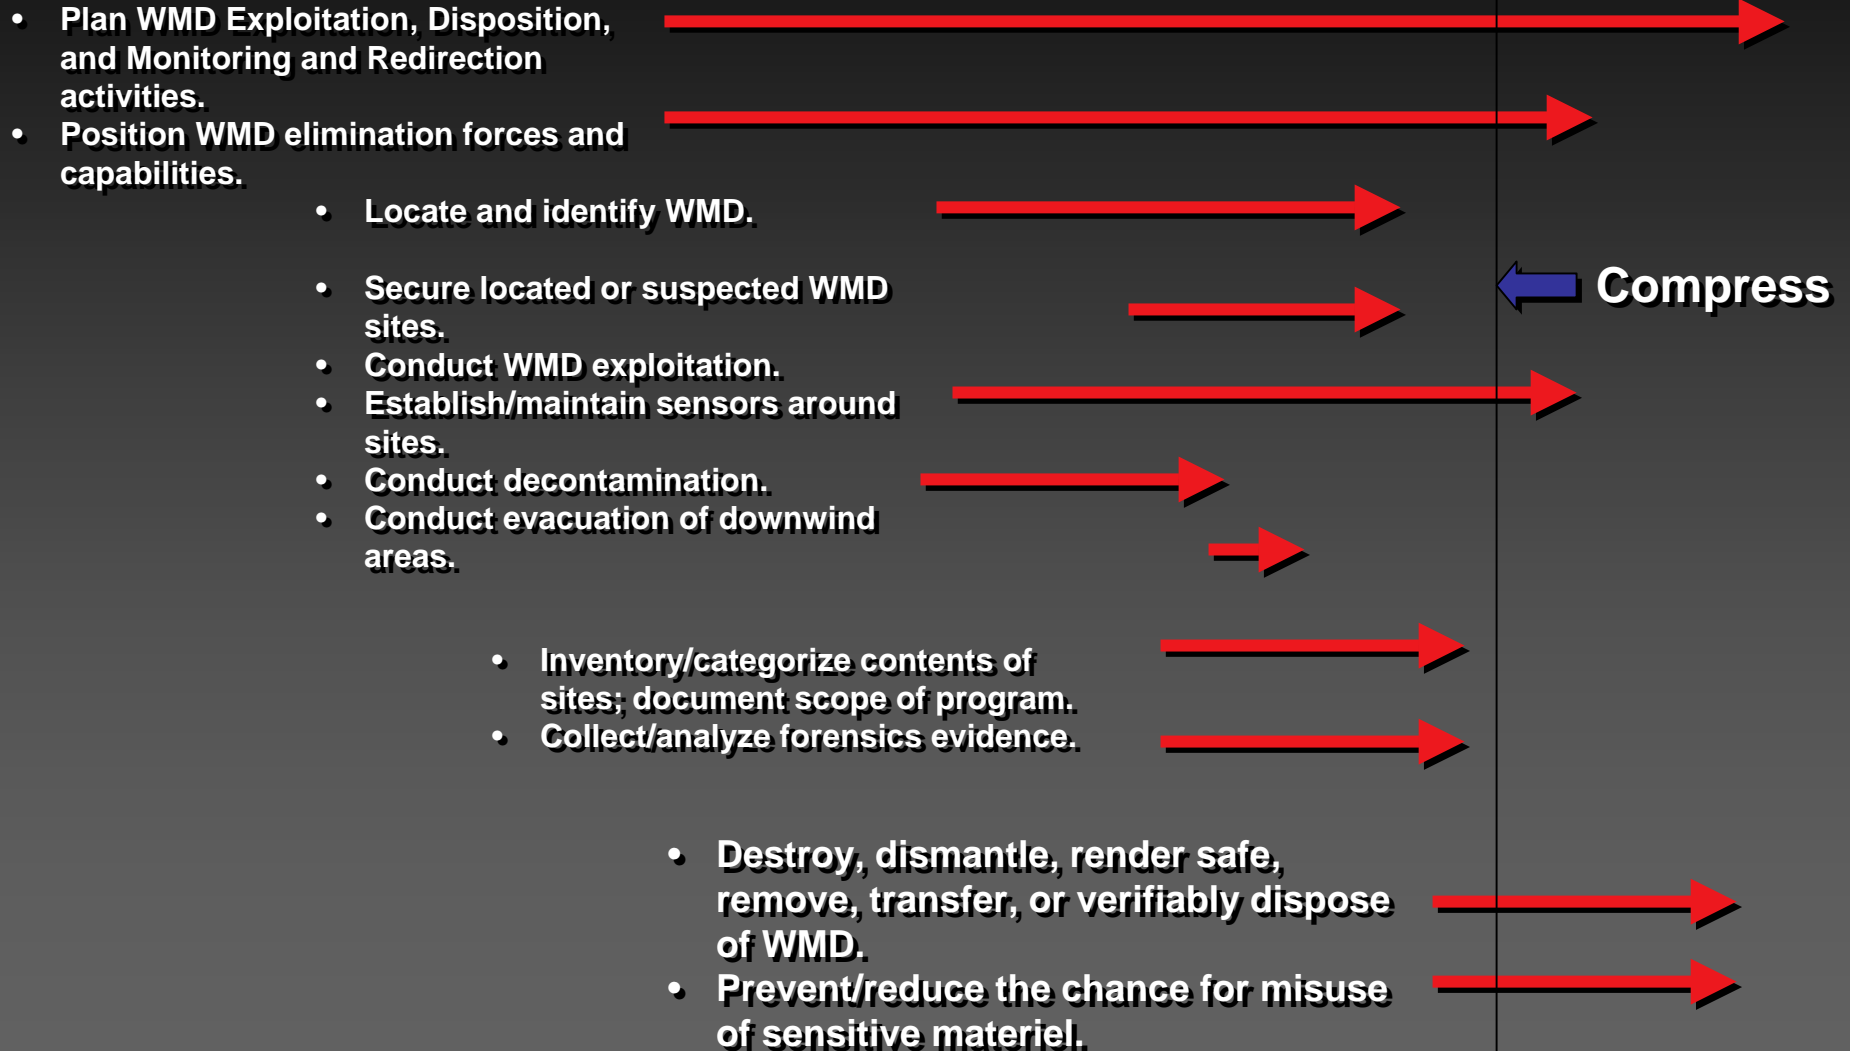 • Plan WMD Exploitation, Disposition,
and Monitoring and Redirection
activities.
• Position WMD elimination forces and
capabilities.
• Locate and identify WMD.
Compress
• Secure located or suspected WMD
sites.
• Conduct WMD exploitation.
• Establish/maintain sensors around
sites.
• Conduct decontamination.
• Conduct evacuation of downwind
areas.
• Inventory/categorize contents of
sites; document scope of program.
• Collect/analyze forensics evidence.
• Destroy, dismantle, render safe,
remove, transfer, or verifiably dispose
of WMD.
• Prevent/reduce the chance for misuse
of sensitive materiel.